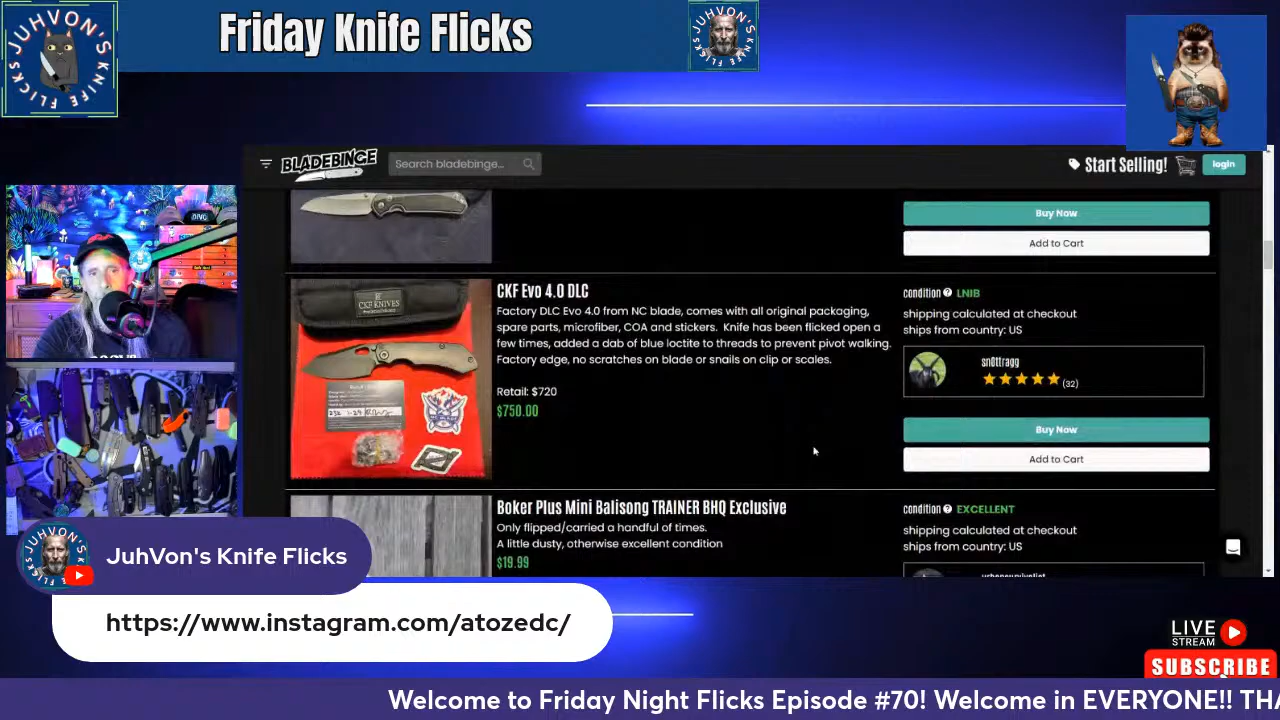 JUHVON'S KNIFE FLICKS
Friday Knife Flicks
BLADEBINGE
Search bladebinge...
Start Selling!
login
Buy Now
Add to Cart
CKF Evo 4.0 DLC
Factory DLC Evo 4.0 from NC blade, comes with all original packaging,
spare parts, microfiber, COA and stickers. Knife has been flicked open a
few times, added a dab of blue loctite to threads to prevent pivot walking.
Factory edge, no scratches on blade or snails on clip or scales.
Retail: $720
$750.00
condition ? LNIB
shipping calculated at checkout
ships from country: US
sn0ttragg
(32)
Buy Now
Add to Cart
CKF KNIVES
Boker Plus Mini Balisong TRAINER BHQ Exclusive
Only flipped/carried a handful of times.
A little dusty, otherwise excellent condition
$19.99
condition ? EXCELLENT
shipping calculated at checkout
ships from country: US
JuhVon's Knife Flicks
https://www.instagram.com/atozedc/
LIVE
STREAM
SUBSCRIBE
Welcome to Friday Night Flicks Episode #70! Welcome in EVERYONE!! THA